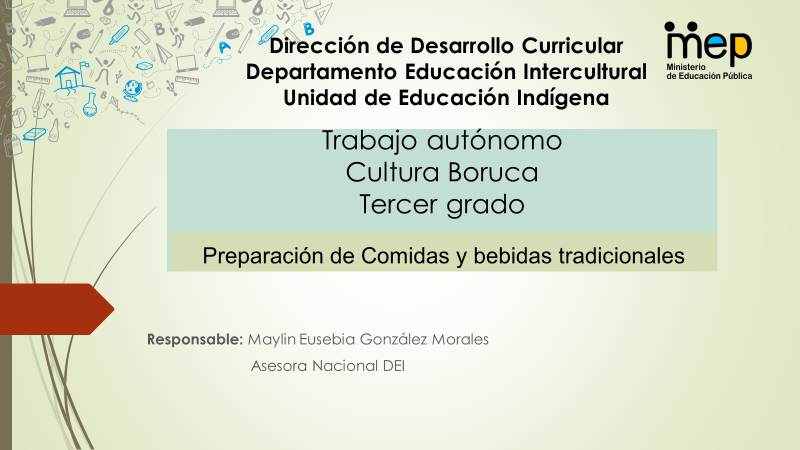 Dirección de Desarrollo Curricular
Departamento Educación Intercultural
Unidad de Educación Indígena
mep
Ministerio
de Educación Pública
Trabajo autónomo
Cultura Boruca
Tercer grado
Preparación de Comidas y bebidas tradicionales
Responsable: Maylin Eusebia González Morales
Asesora Nacional DEI